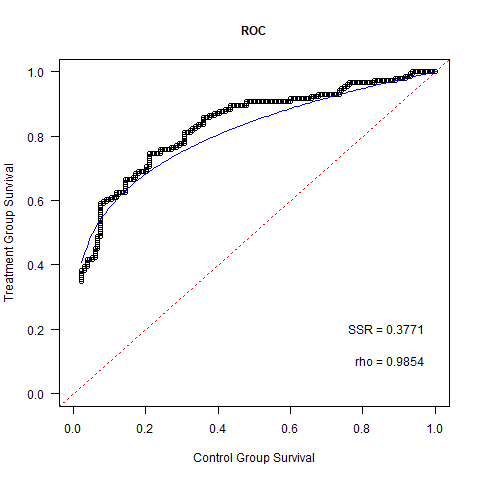 ROC
Treatment Group Survival
1.0
0.8
0.6
0.4
0.2
0.0
SSR = 0.3771
rho = 0.9854
0.0 0.2 0.4 0.6 0.8 1.0
Control Group Survival